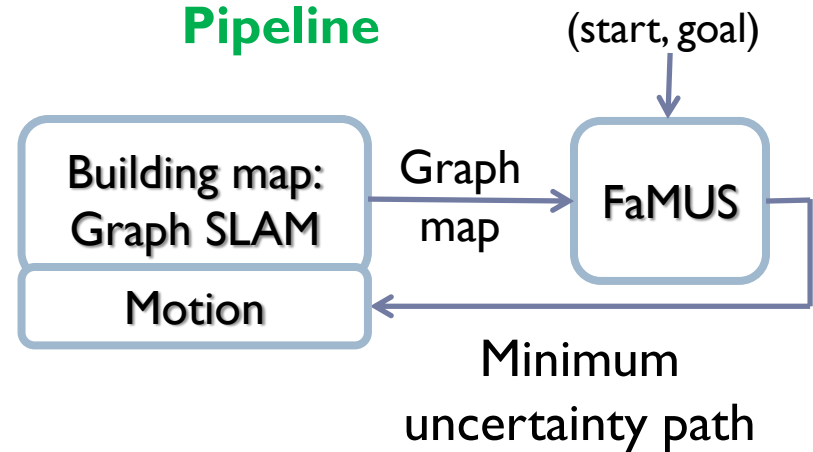 Pipeline
(start, goal)
Building map:
Graph SLAM
Graph
map
FaMUS
Motion
Minimum
uncertainty path